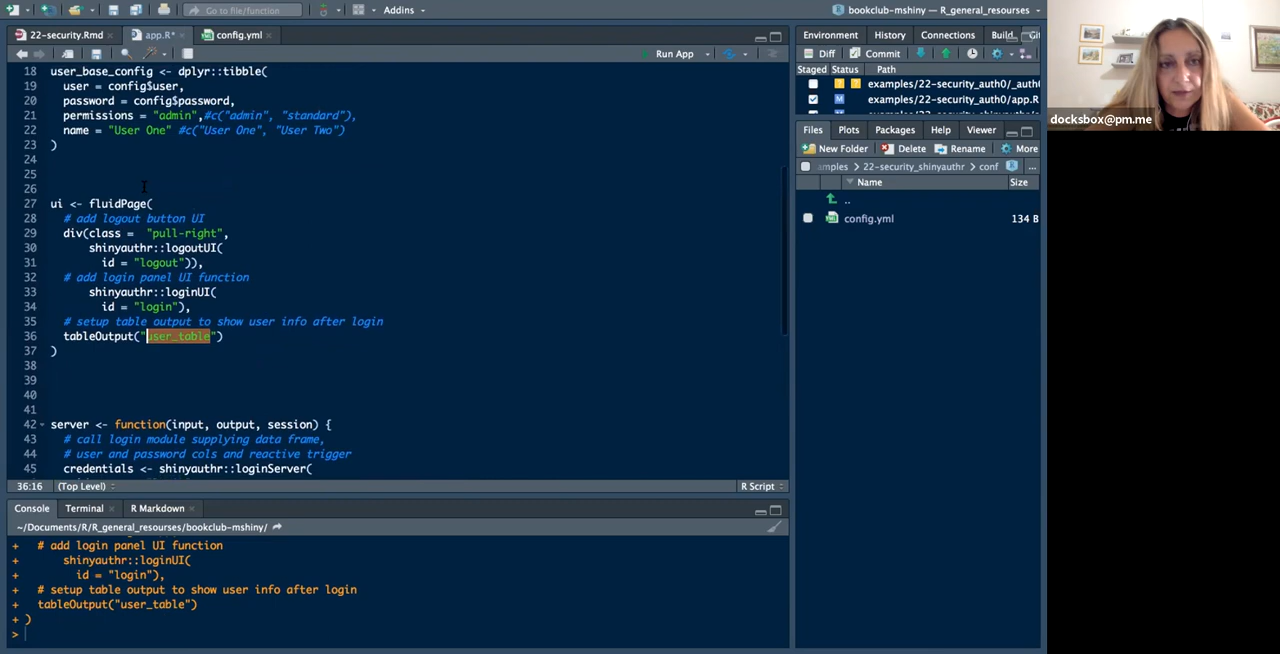 Go to file/function
Addins
bookclub-mshiny — R_general_resourses
22-security.Rmd
app.R*
config.yml
Run App
18 user_base_config <- dplyr::tibble(
19 user = config$user,
20 password = config$password,
21 permissions = "admin",#c("admin", "standard"),
22 name = "User One" #c("User One", "User Two")
23 )
24
25
26
27 ui <- fluidPage(
28 # add logout button UI
29 div(class = "pull-right",
30 shinyauthr::logoutUI(
31 id = "logout")),
32 # add login panel UI function
33 shinyauthr::loginUI(
34 id = "login"),
35 # setup table output to show user info after login
36 tableOutput("user_table")
37 )
38
39
40
41
42 server <- function(input, output, session) {
43 # call login module supplying data frame,
44 # user and password cols and reactive trigger
45 credentials <- shinyauthr::loginServer(
36:16 (Top Level) R Script
Console Terminal R Markdown
~/Documents/R/R_general_resourses/bookclub-mshiny/
+ # add login panel UI function
+ shinyauthr::loginUI(
+ id = "login"),
+ # setup table output to show user info after login
+ tableOutput("user_table")
+ )
>
Environment History Connections Build
Diff Commit
Staged Status Path
examples/22-security_auth0/_auth0
M examples/22-security_auth0/app.R
Files Plots Packages Help Viewer
New Folder Delete Rename More
amples > 22-security_shinyauthr > conf ...
Name Size
..
config.yml 134 B
docksbox@pm.me